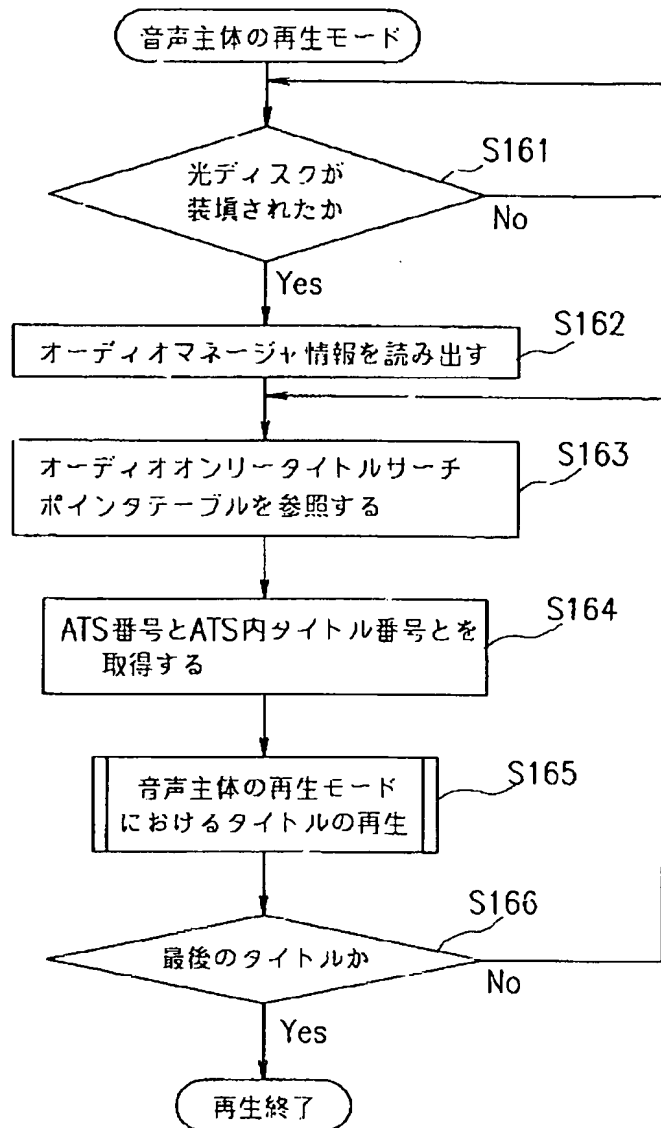 音声主体の再生モード
S161
光ディスクが
装填されたか
No
Yes
S162
オーディオマネージャ情報を読み出す
S163
オーディオオンリータイトルサーチ
ポインタテーブルを参照する
S164
ATS番号とATS内タイトル番号とを
取得する
S165
音声主体の再生モード
におけるタイトルの再生
S166
最後のタイトルか
No
Yes
再生終了